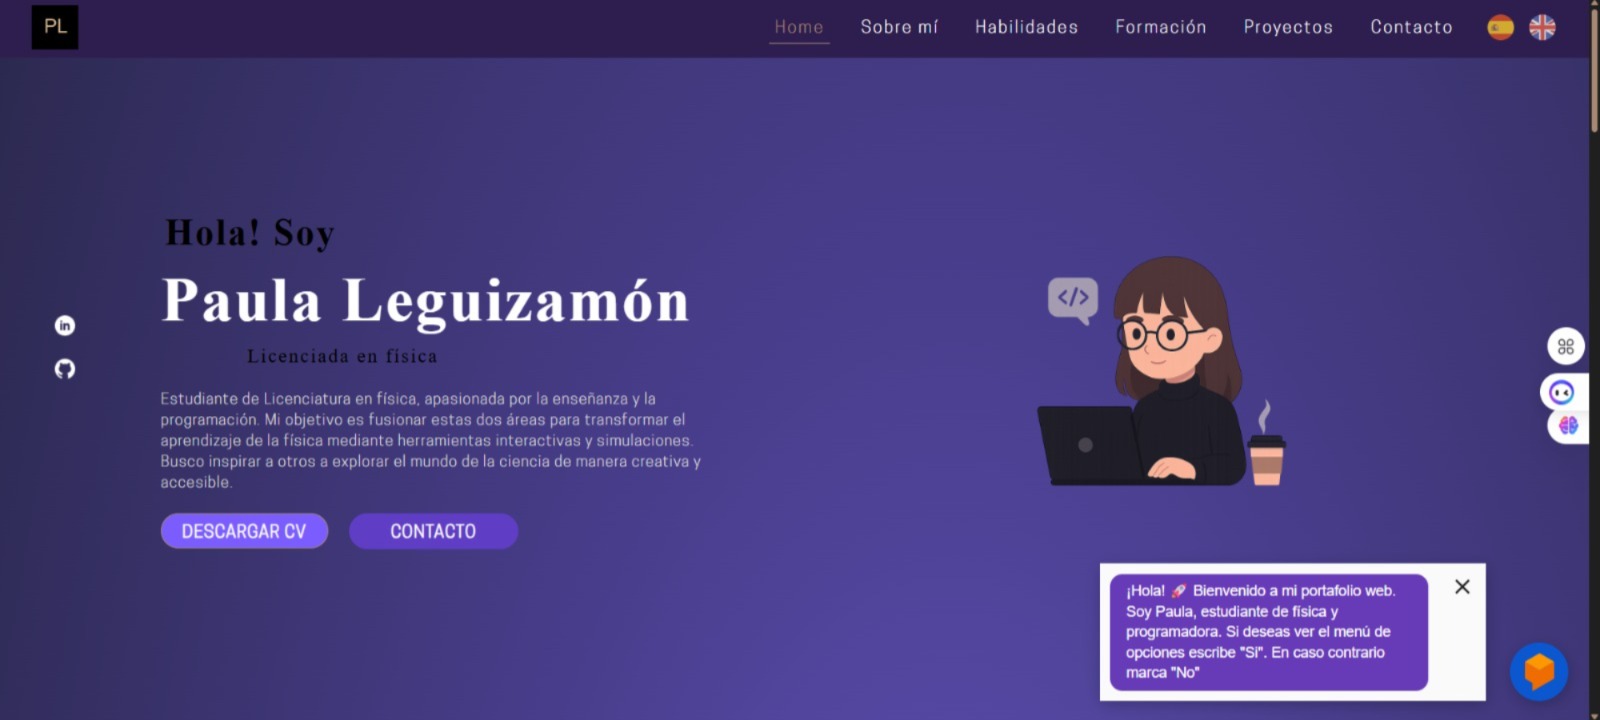 PL
Home
Sobre mí
Habilidades
Formación
Proyectos
Contacto
Hola! Soy
Paula Leguizamón
Licenciada en física
Estudiante de Licenciatura en física, apasionada por la enseñanza y la
programación. Mi objetivo es fusionar estas dos áreas para transformar el
aprendizaje de la física mediante herramientas interactivas y simulaciones.
Busco inspirar a otros a explorar el mundo de la ciencia de manera creativa y
accesible.
DESCARGAR CV
CONTACTO
in
</>
¡Hola! 🚀 Bienvenido a mi portafolio web.
Soy Paula, estudiante de física y
programadora. Si deseas ver el menú de
opciones escribe "Si". En caso contrario
marca "No"